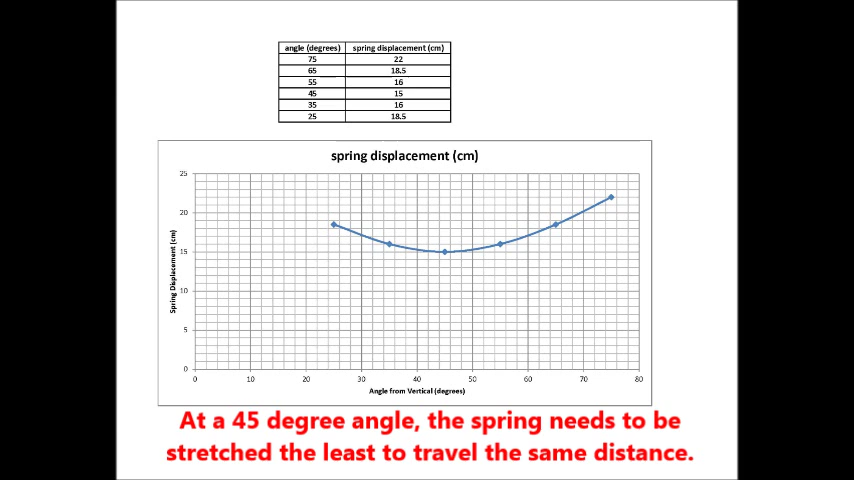 angle (degrees) spring displacement (cm)
75 22
65 18.5
55 16
45 15
35 16
25 18.5
spring displacement (cm)
25
20
15
10
5
0
Spring Displacement (cm)
0 10 20 30 40 50 60 70 80
Angle from Vertical (degrees)
At a 45 degree angle, the spring needs to be
stretched the least to travel the same distance.